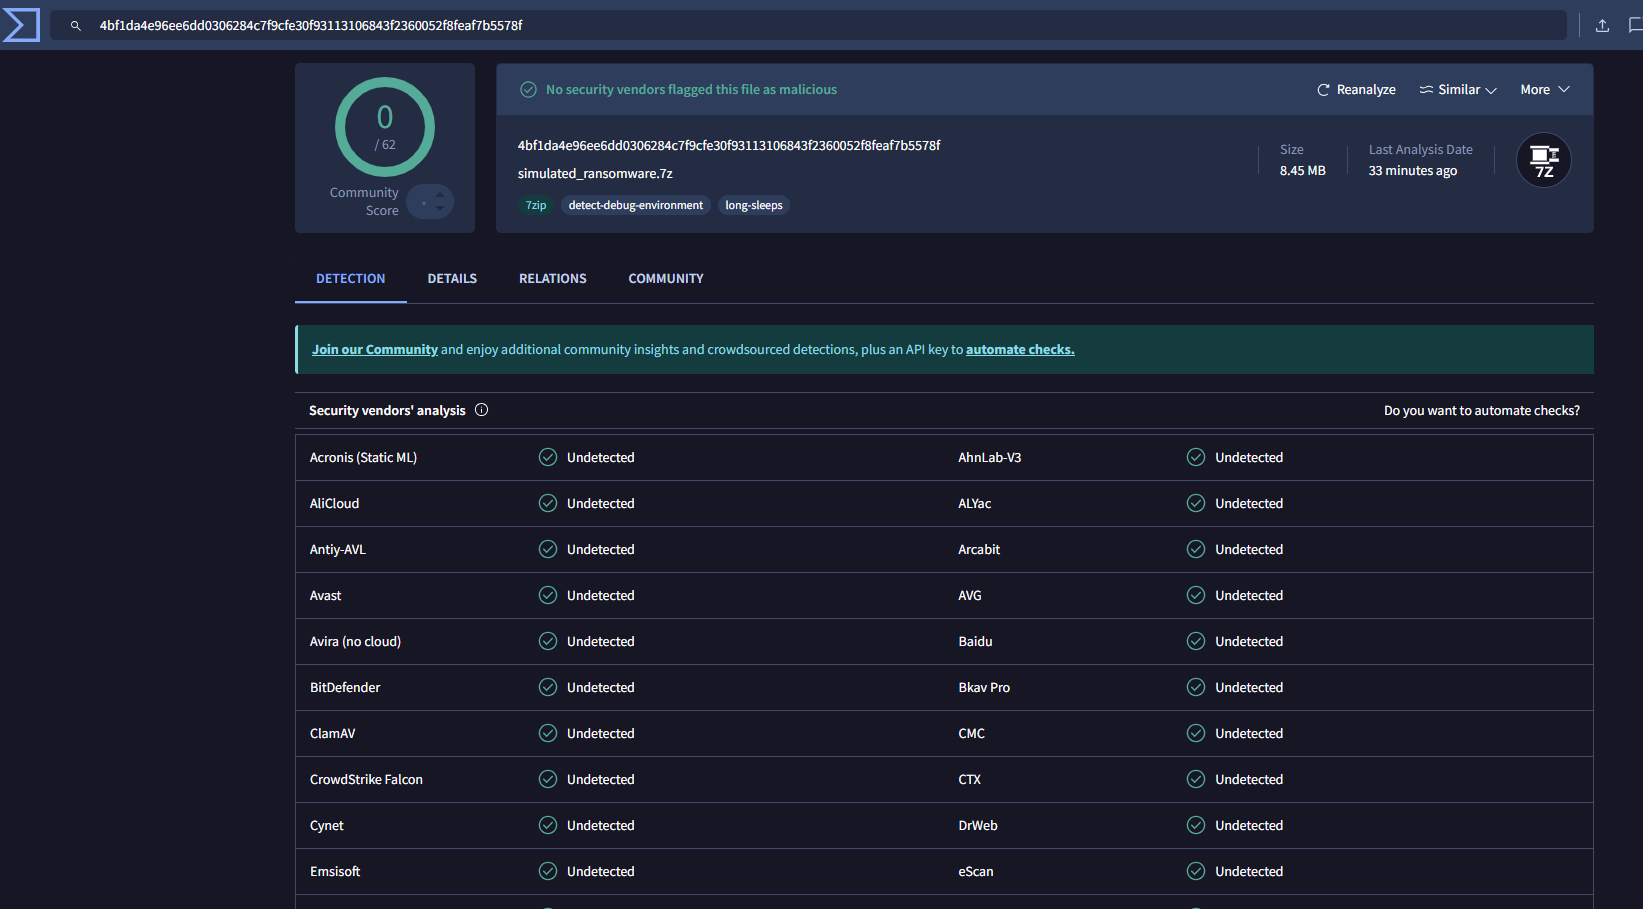 4bf1da4e96ee6dd0306284c7f9cfe30f93113106843f2360052f8feaf7b5578f
0
/ 62
Community
Score
No security vendors flagged this file as malicious
Reanalyze
Similar
More
4bf1da4e96ee6dd0306284c7f9cfe30f93113106843f2360052f8feaf7b5578f
simulated_ransomware.7z
7zip
detect-debug-environment
long-sleeps
Size
8.45 MB
Last Analysis Date
33 minutes ago
7Z
DETECTION
DETAILS
RELATIONS
COMMUNITY
Join our Community and enjoy additional community insights and crowdsourced detections, plus an API key to automate checks.
Security vendors' analysis
Do you want to automate checks?
Acronis (Static ML) Undetected AhnLab-V3 Undetected
AliCloud Undetected ALYac Undetected
Antiy-AVL Undetected Arcabit Undetected
Avast Undetected AVG Undetected
Avira (no cloud) Undetected Baidu Undetected
BitDefender Undetected Bkav Pro Undetected
ClamAV Undetected CMC Undetected
CrowdStrike Falcon Undetected CTX Undetected
Cynet Undetected DrWeb Undetected
Emsisoft Undetected eScan Undetected